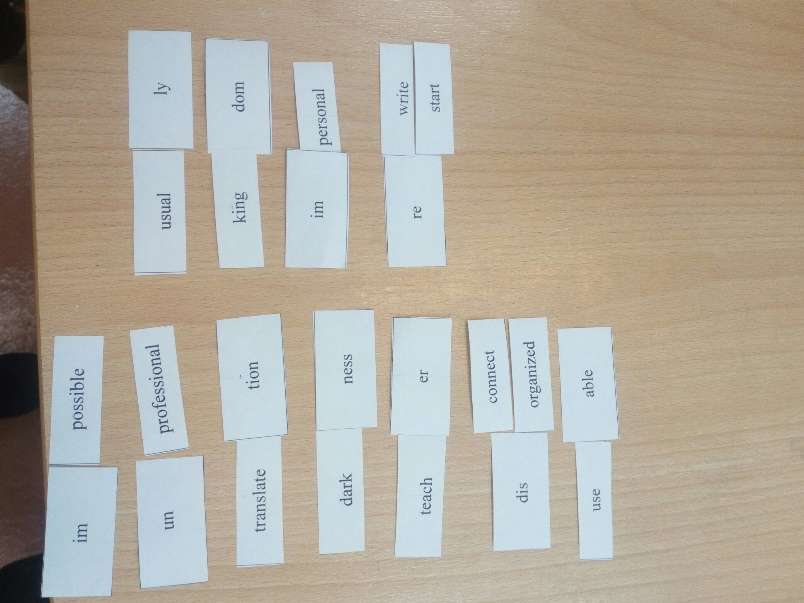 im possible
un professional
translate tion
dark ness
teach er
dis connect
organized
use able
usual ly
king dom
im personal
re write
start